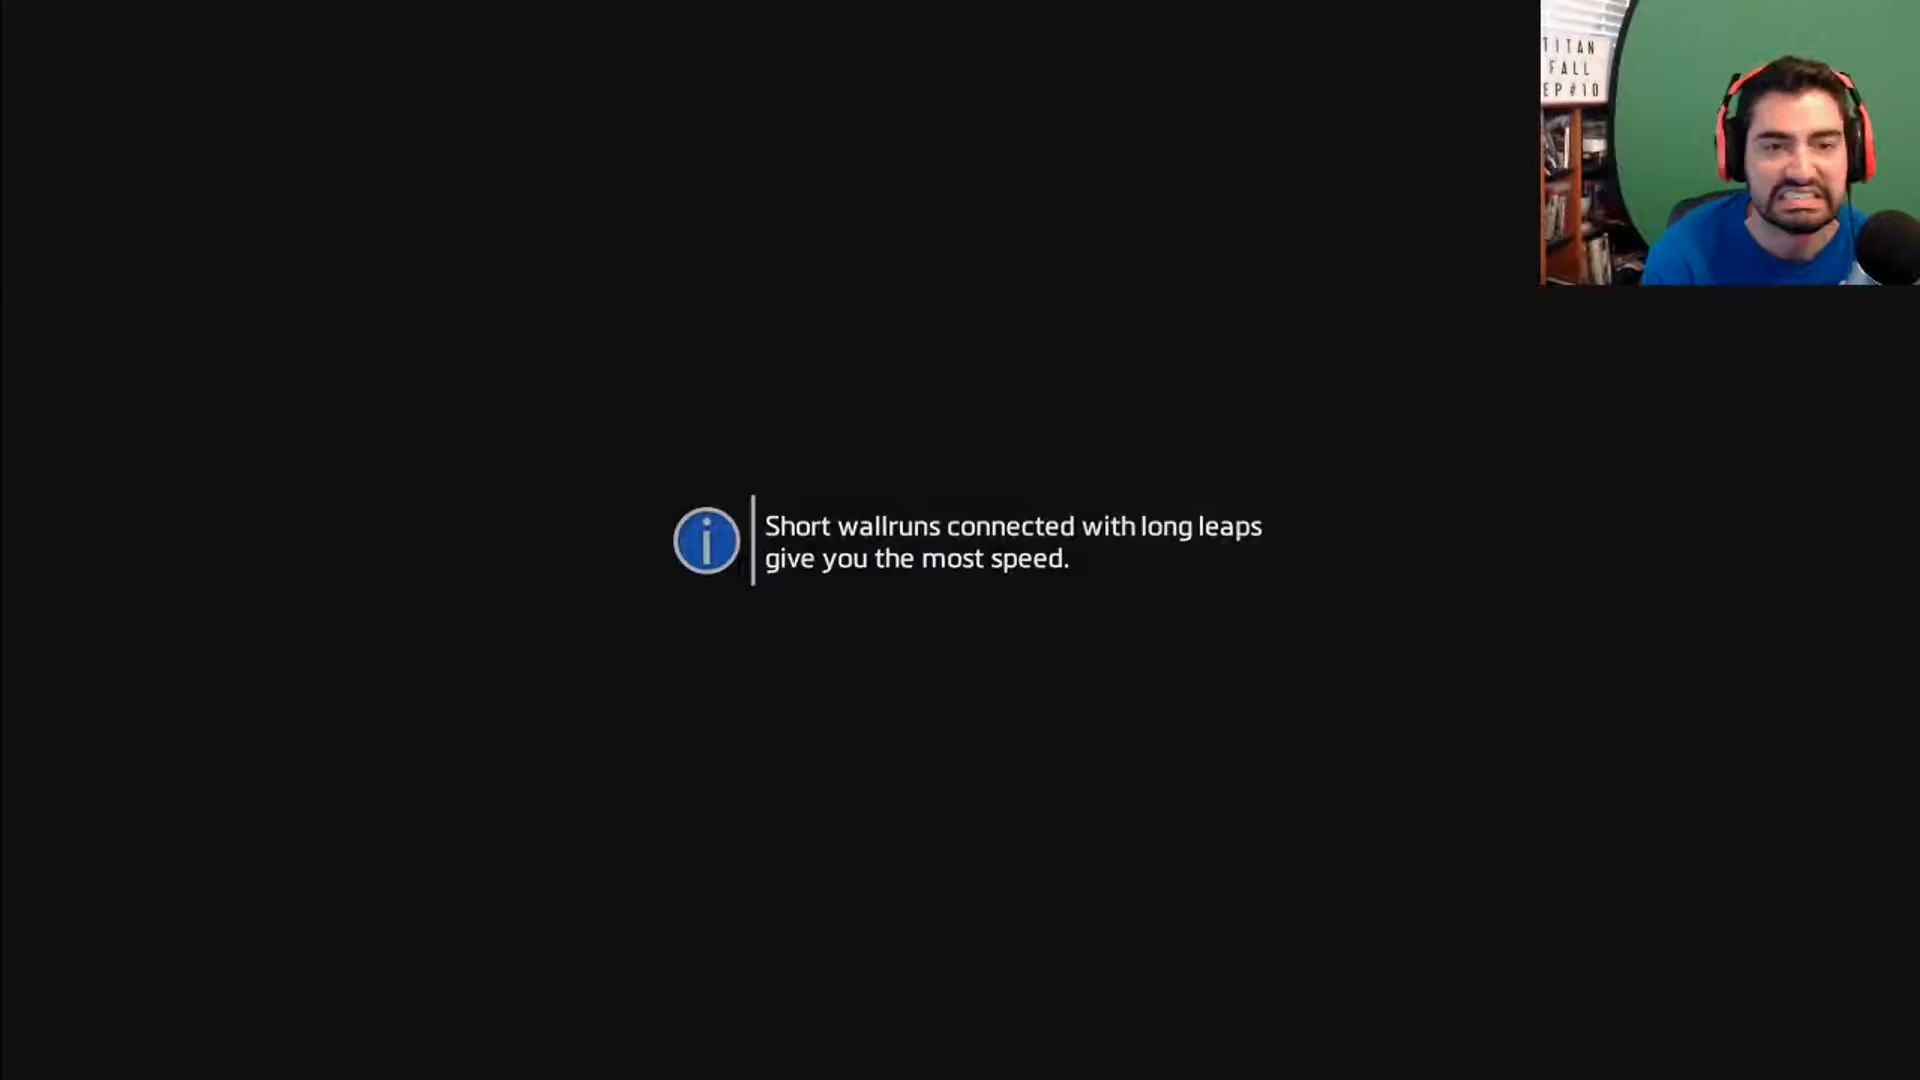 TITAN
FALL
EP#10
Short wallruns connected with long leaps
give you the most speed.